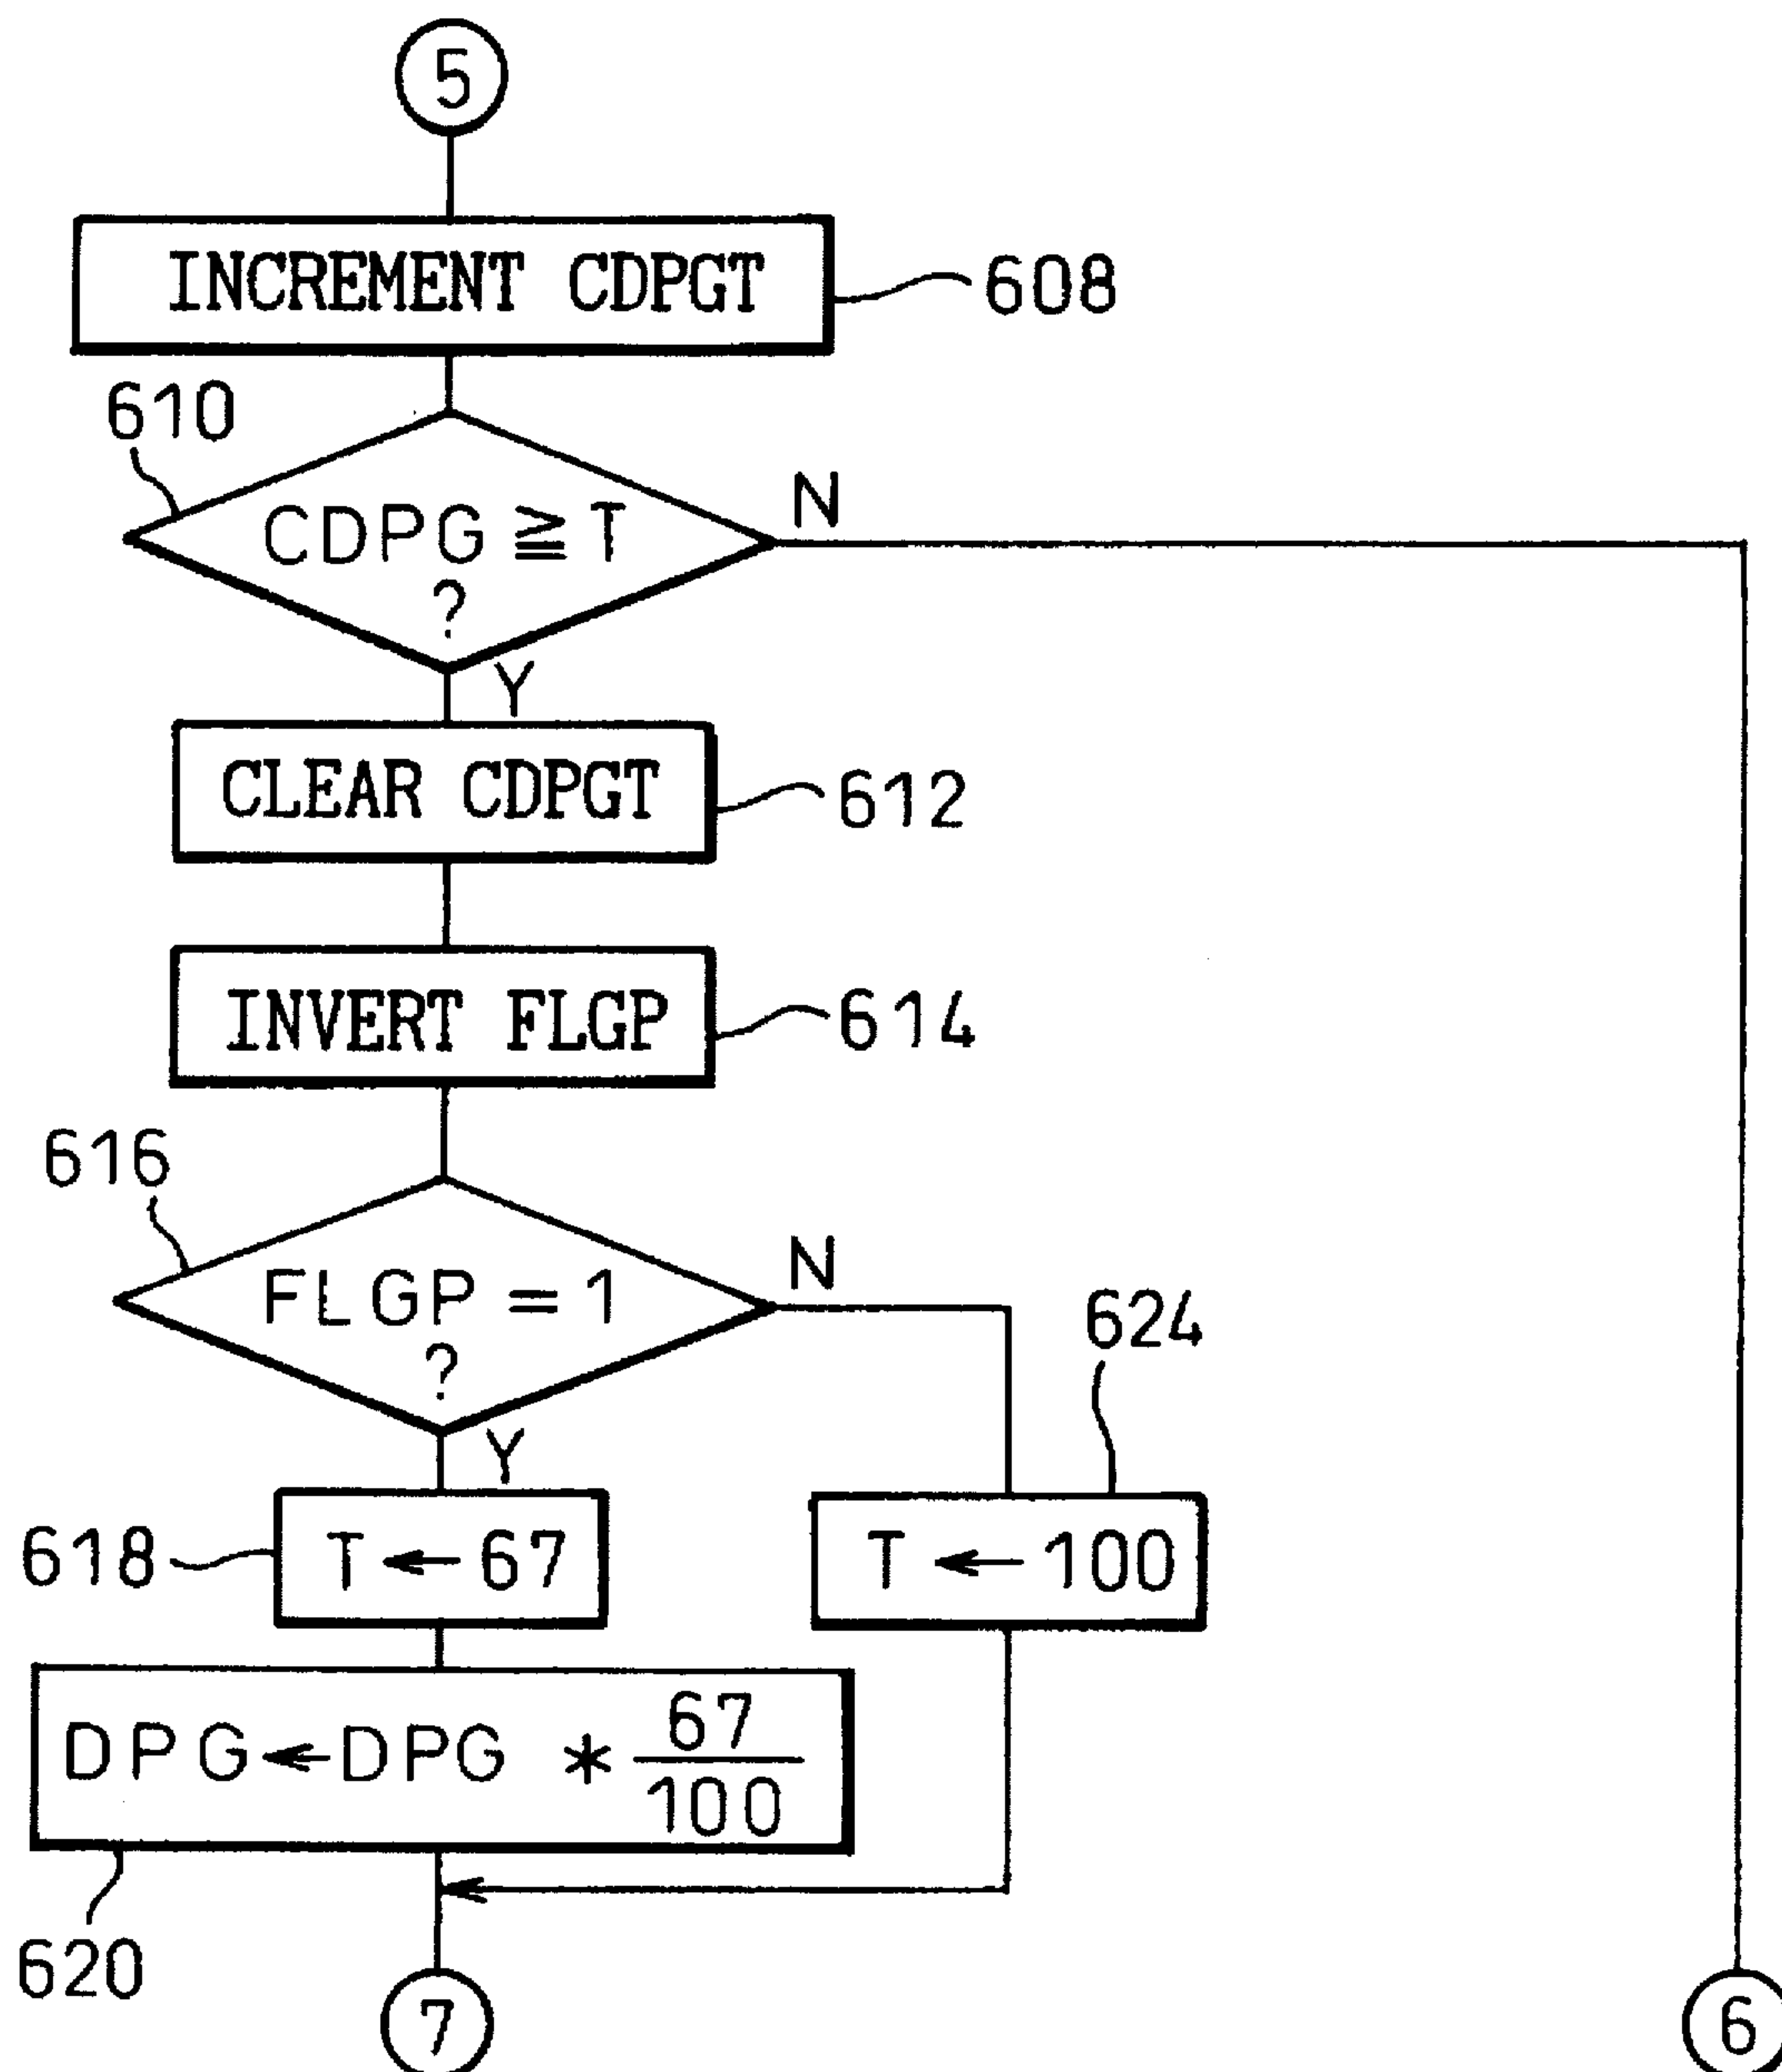 5
INCREMENT CDPGT
608
610
CDPG ≧ T
?
N
Y
CLEAR CDPGT
612
INVERT FLGP
614
616
FLGP = 1
?
N
Y
624
618
T ← 67
T ← 100
DPG ← DPG * 67/100
620
7
6